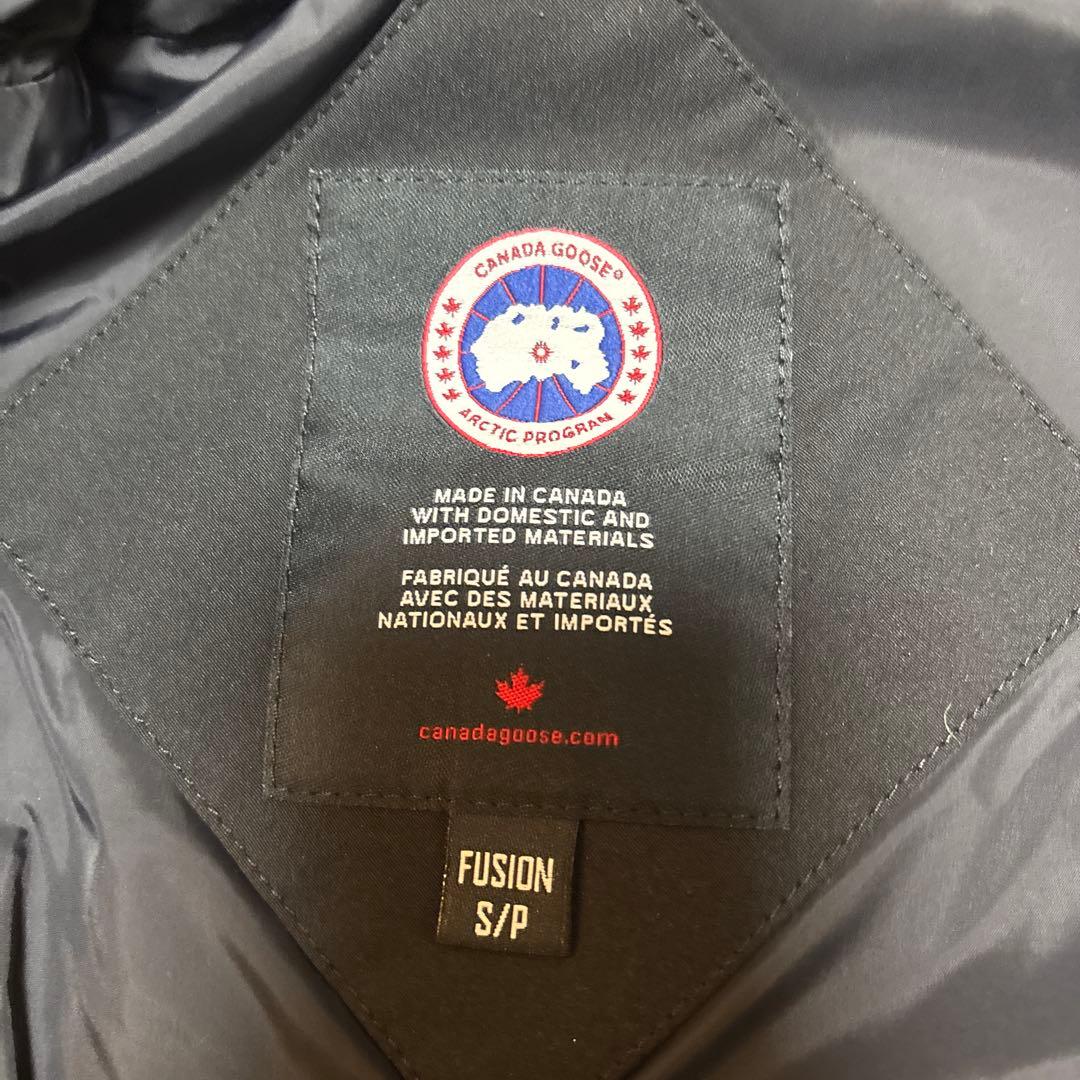 CANADA GOOSE®
ARCTIC PROGRAM
MADE IN CANADA
WITH DOMESTIC AND
IMPORTED MATERIALS
FABRIQUÉ AU CANADA
AVEC DES MATERIAUX
NATIONAUX ET IMPORTÉS
canadagoose.com
FUSION
S/P